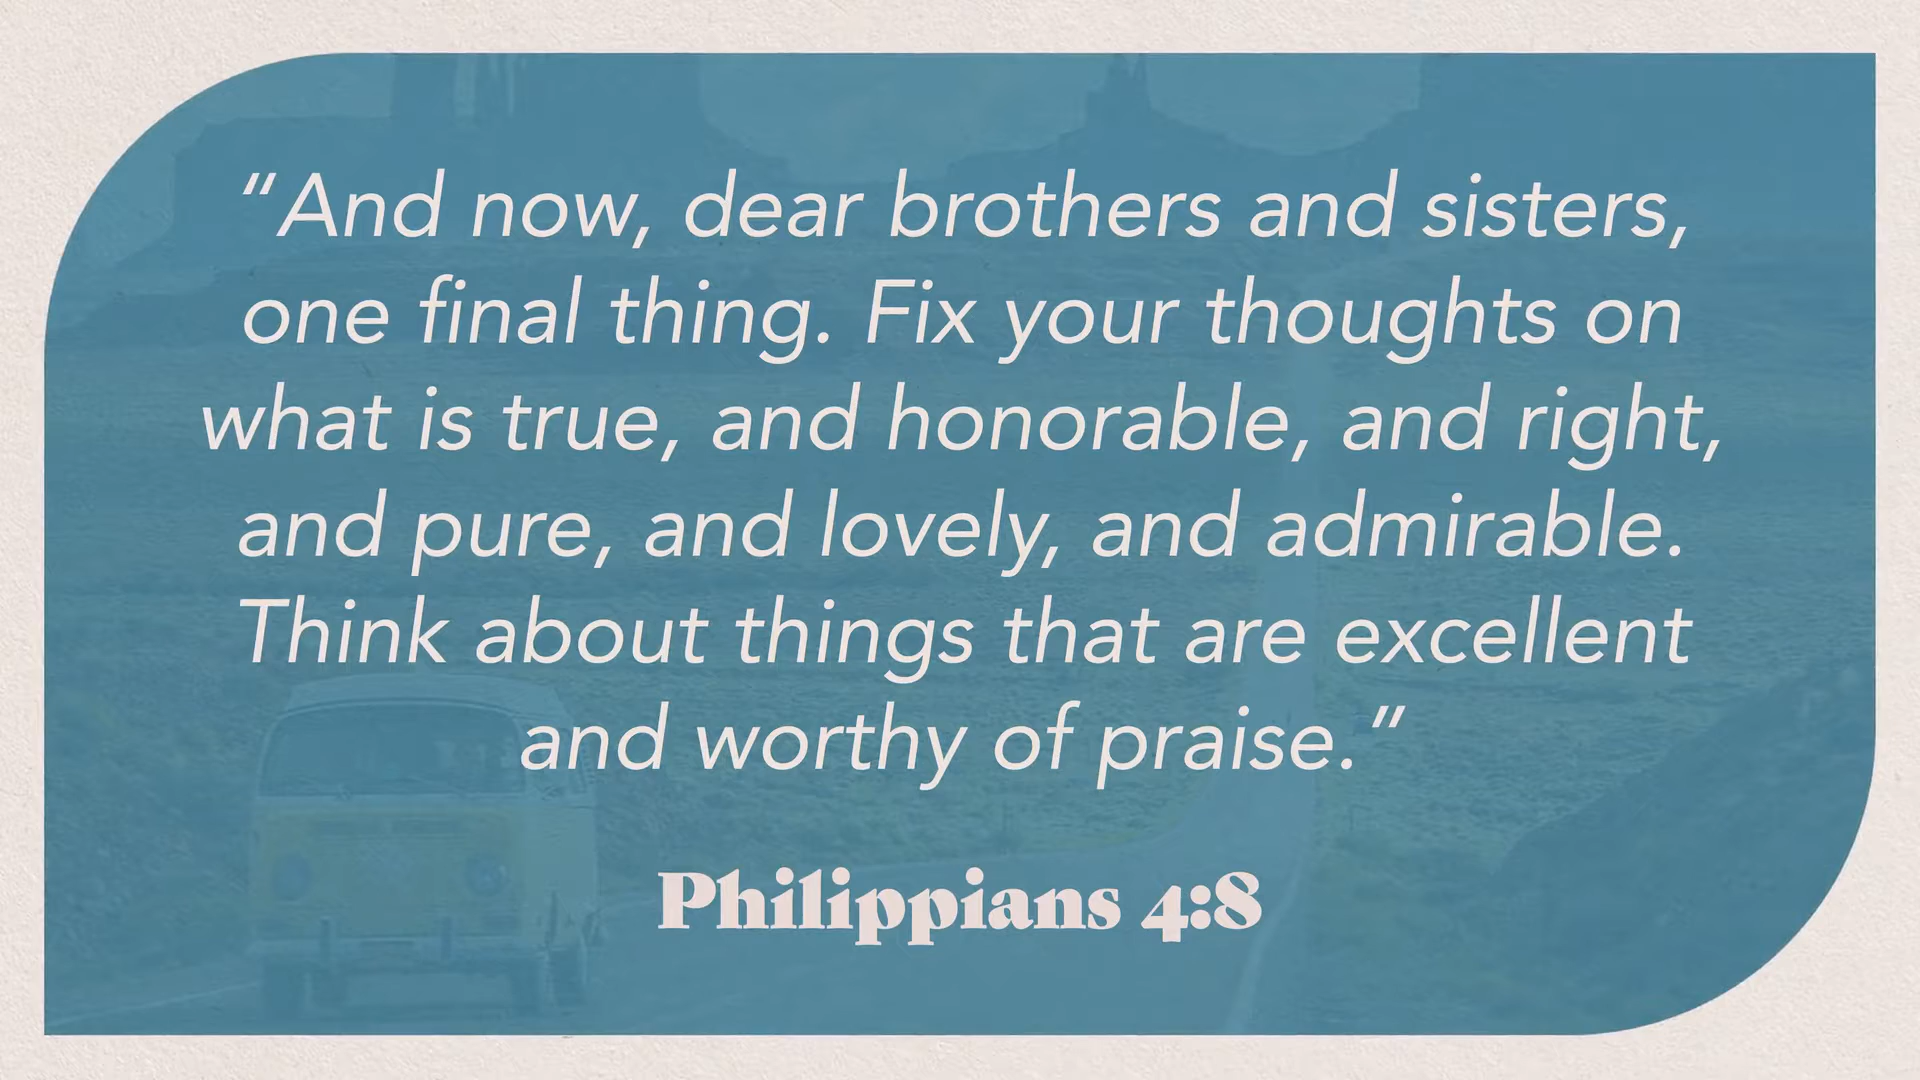 “And now, dear brothers and sisters,
one final thing. Fix your thoughts on
what is true, and honorable, and right,
and pure, and lovely, and admirable.
Think about things that are excellent
and worthy of praise.”
Philippians 4:8